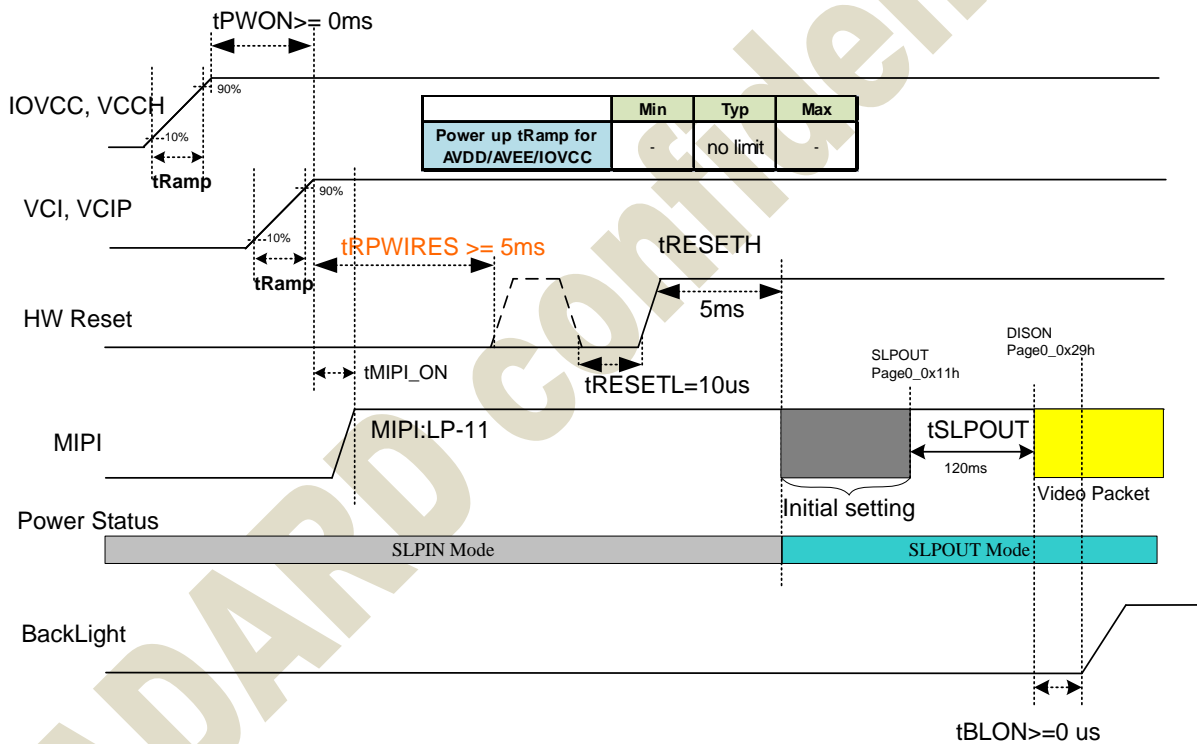 tPWON>= 0ms
IOVCC, VCCH
90%
10%
tRamp
Min Typ Max
Power up tRamp for AVDD/AVEE/IOVCC - no limit -
VCI, VCIP
90%
10%
tRamp
tRPWIRES >= 5ms
tRESETH
5ms
HW Reset
tRESETL=10us
tMIPI_ON
SLPOUT
Page0_0x11h
DISON
Page0_0x29h
MIPI
MIPI:LP-11
tSLPOUT
120ms
Initial setting
Video Packet
Power Status
SLPIN Mode
SLPOUT Mode
BackLight
tBLON>=0 us
JADARD confiden